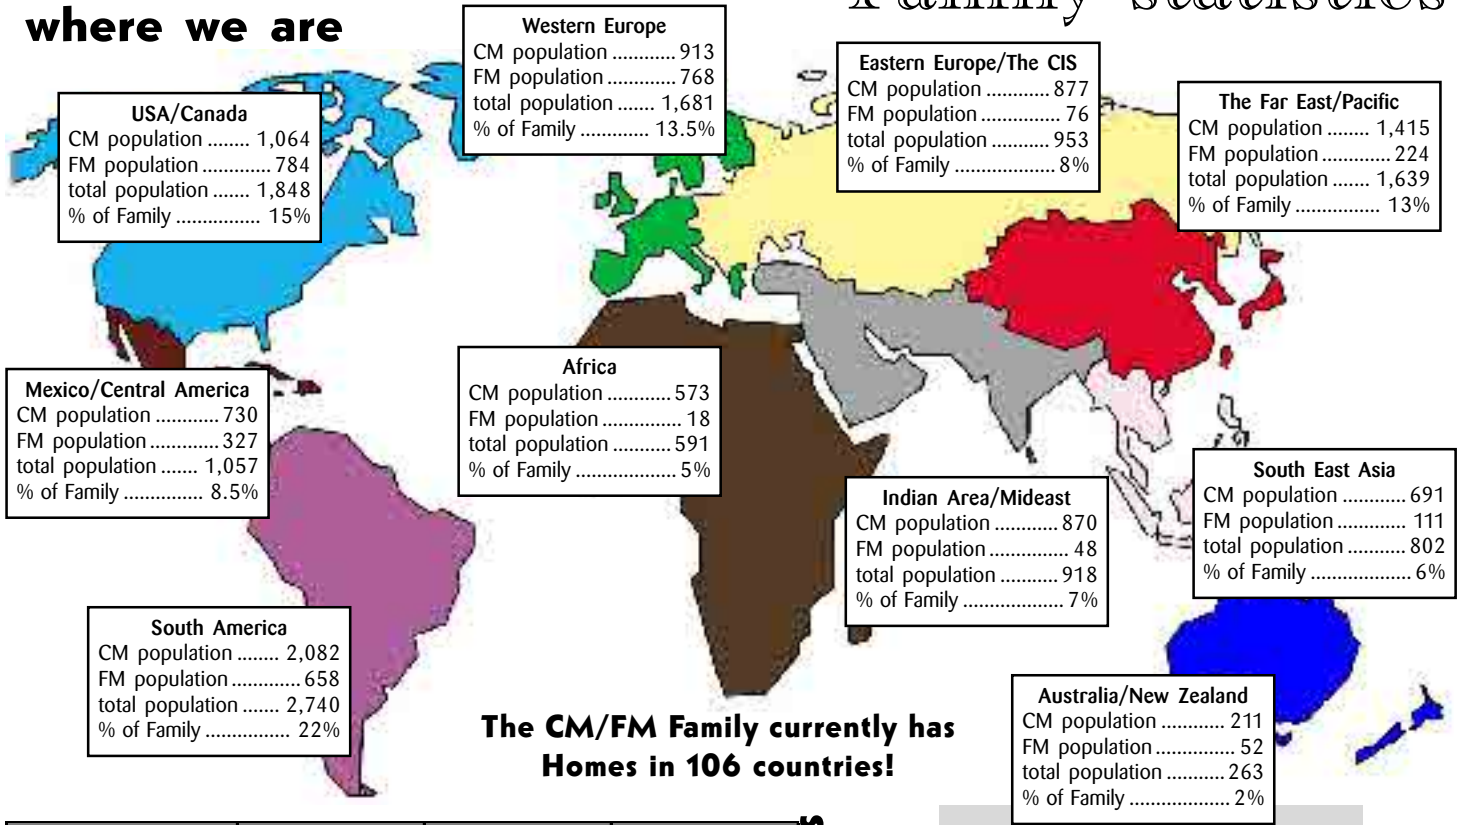 where we are
Family statistics
Western Europe
CM population ............ 913
FM population ............. 768
total population ....... 1,681
% of Family ............. 13.5%
Eastern Europe/The CIS
CM population ............ 877
FM population ............... 76
total population ........... 953
% of Family ................... 8%
The Far East/Pacific
CM population ........ 1,415
FM population ............. 224
total population ....... 1,639
% of Family ................ 13%
USA/Canada
CM population ........ 1,064
FM population ............. 784
total population ....... 1,848
% of Family ................ 15%
Mexico/Central America
CM population ............ 730
FM population ............. 327
total population ....... 1,057
% of Family ............... 8.5%
Africa
CM population ............ 573
FM population ............... 18
total population ........... 591
% of Family ................... 5%
Indian Area/Mideast
CM population ............ 870
FM population ............... 48
total population ........... 918
% of Family ................... 7%
South East Asia
CM population ............ 691
FM population ............. 111
total population ........... 802
% of Family ................... 6%
South America
CM population ........ 2,082
FM population ............. 658
total population ....... 2,740
% of Family ................ 22%
Australia/New Zealand
CM population ............ 211
FM population ............... 52
total population ........... 263
% of Family ................... 2%
The CM/FM Family currently has
Homes in 106 countries!